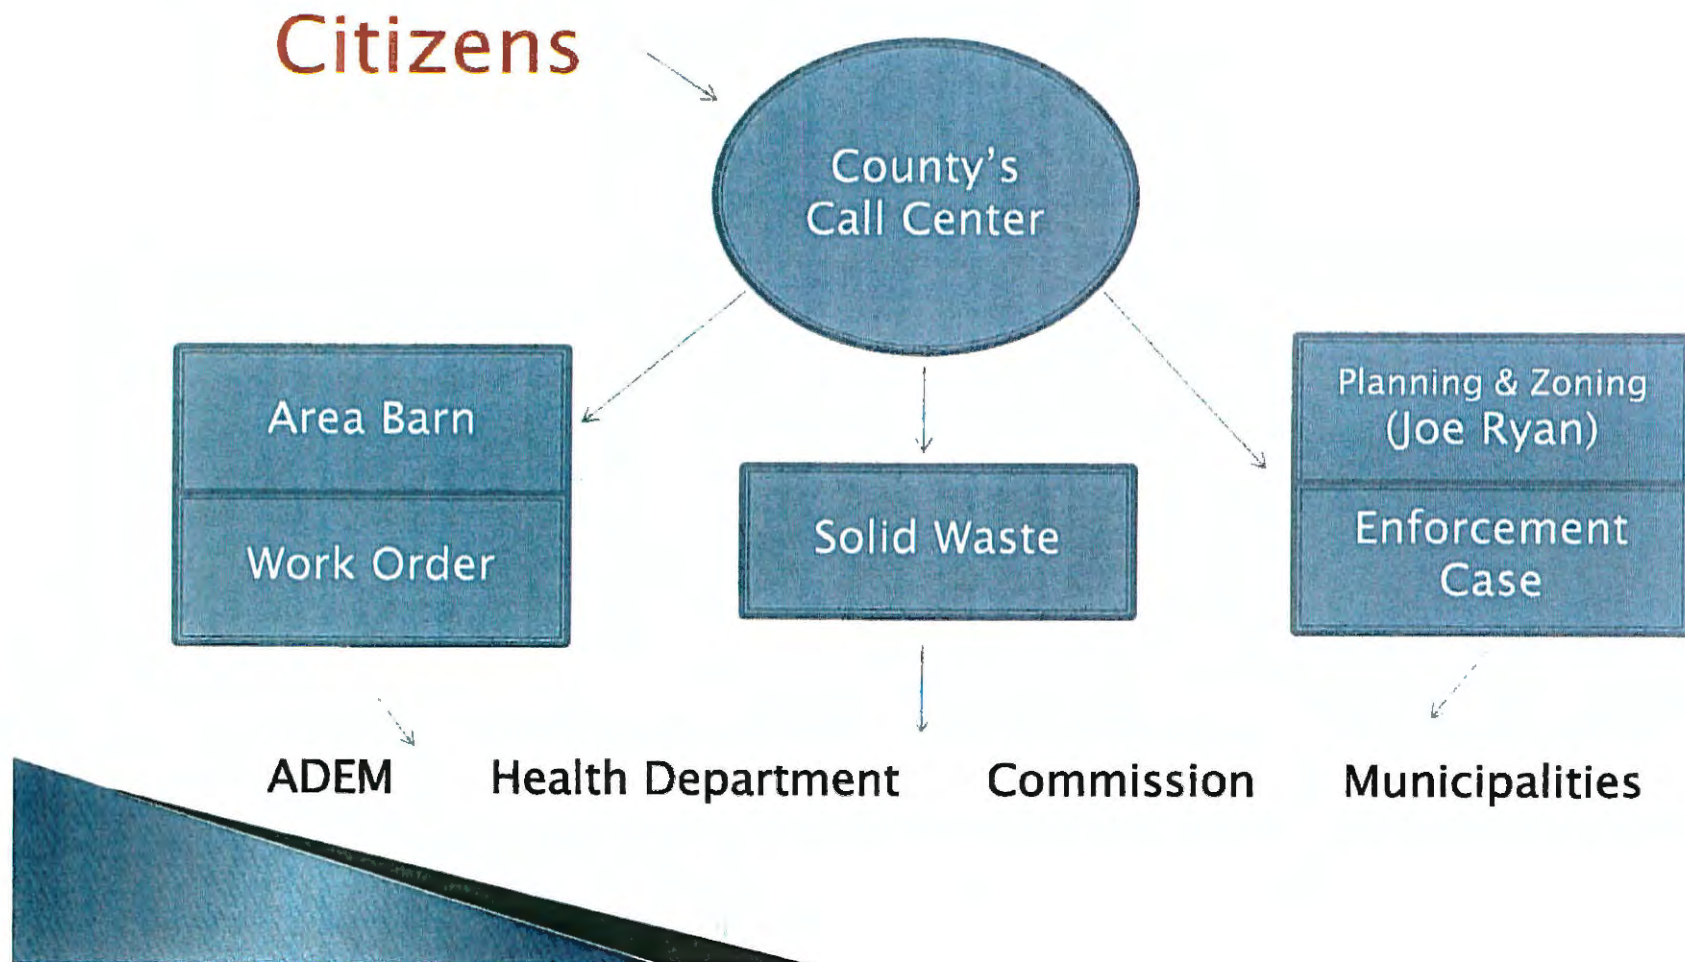 Citizens
County's
Call Center
Area Barn
Work Order
Solid Waste
Planning & Zoning
(Joe Ryan)
Enforcement
Case
ADEM Health Department Commission Municipalities